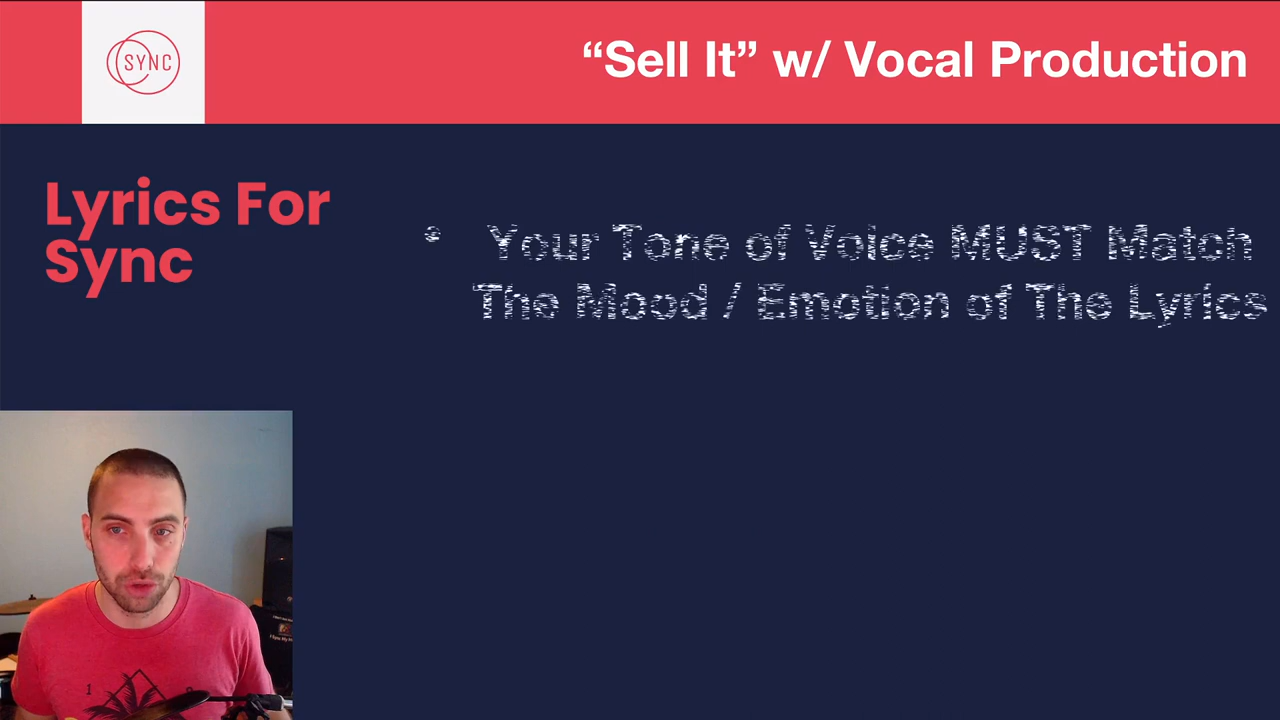 SYNC
“Sell It” w/ Vocal Production
Lyrics For
Sync
• Your Tone of Voice MUST Match
The Mood / Emotion of The Lyrics